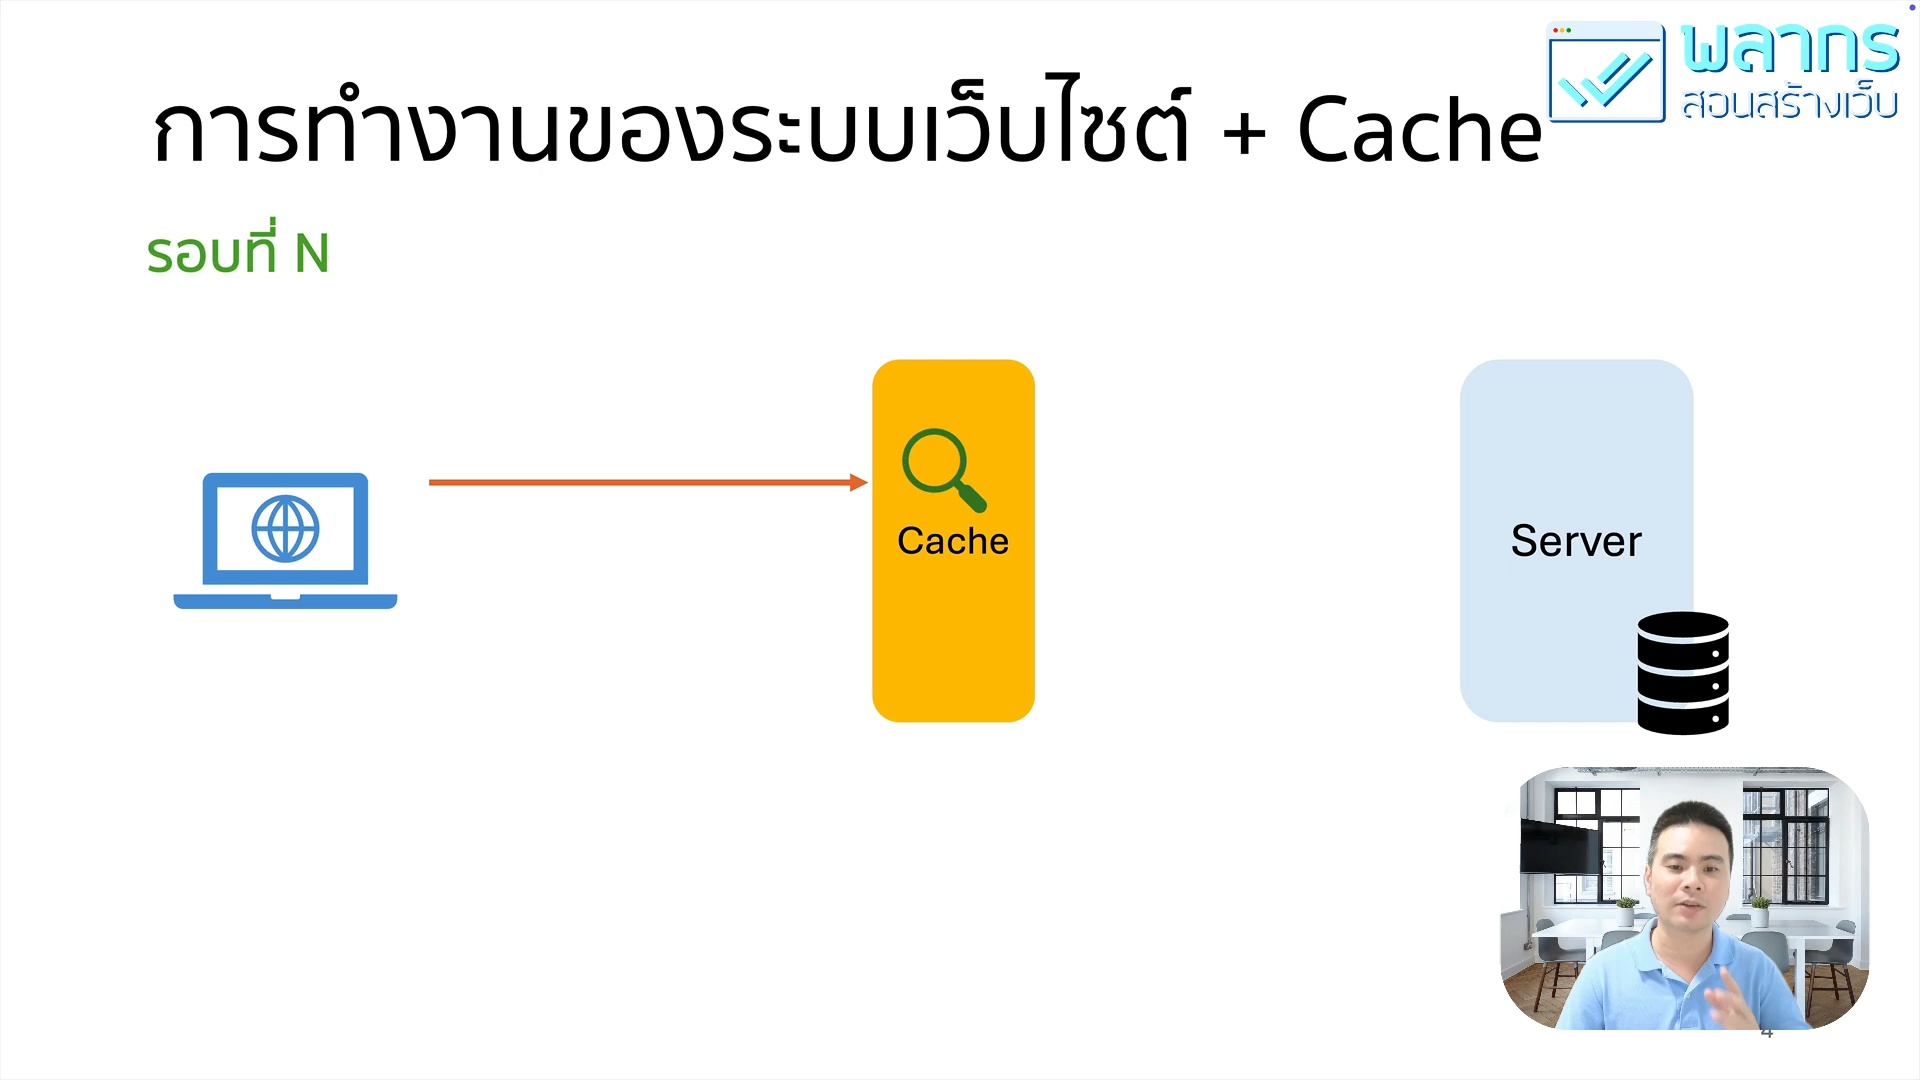 พลากร
สอนสร้างเว็บ
การทำงานของระบบเว็บไซต์ + Cache
รอบที่ N
Cache
Server
4